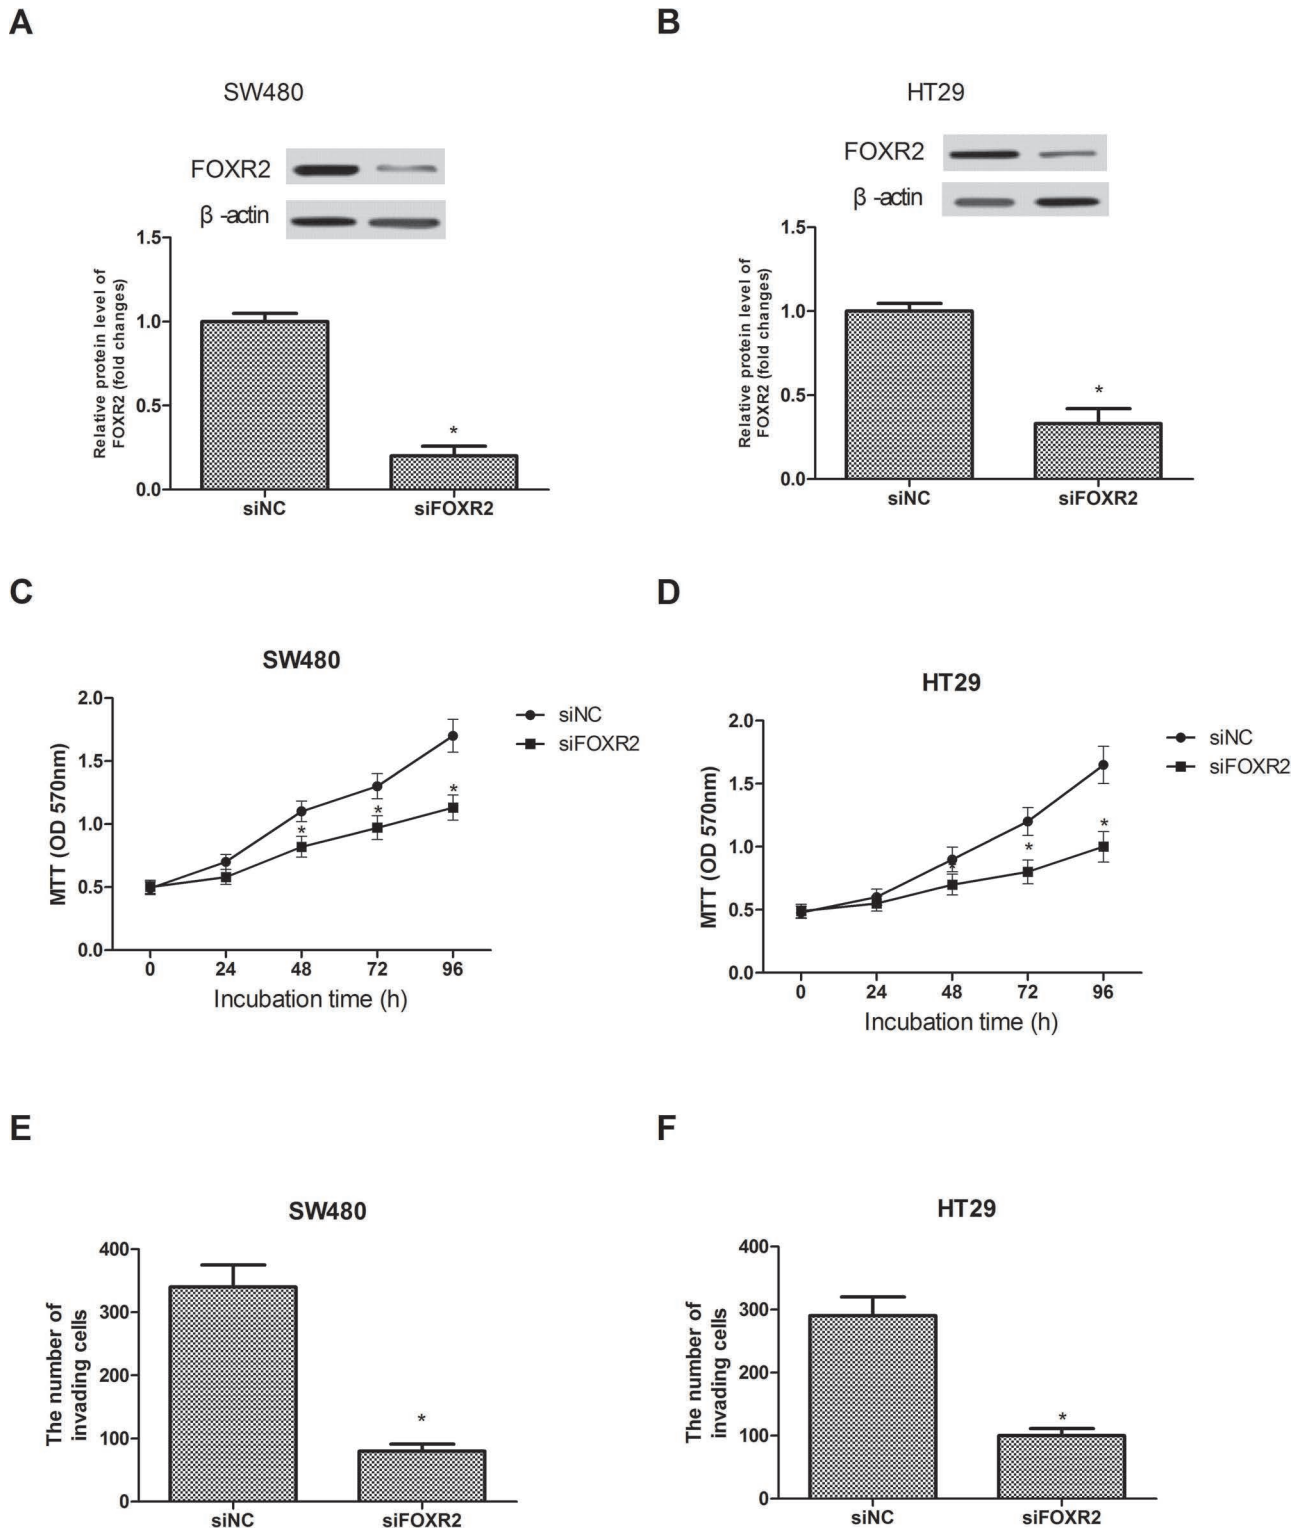 A
SW480
FOXR2
β -actin
Relative protein level of
FOXR2 (fold changes)
1.5
1.0
0.5
0.0
*
siNC
siFOXR2
B
HT29
FOXR2
β -actin
Relative protein level of
FOXR2 (fold changes)
1.5
1.0
0.5
0.0
*
siNC
siFOXR2
C
SW480
MTT (OD 570nm)
2.0
1.5
1.0
0.5
0.0
* * *
0 24 48 72 96
Incubation time (h)
siNC
siFOXR2
D
HT29
MTT (OD 570nm)
2.0
1.5
1.0
0.5
0.0
* * *
0 24 48 72 96
Incubation time (h)
siNC
siFOXR2
E
SW480
The number of
invading cells
400
300
200
100
0
*
siNC
siFOXR2
F
HT29
The number of
invading cells
400
300
200
100
0
*
siNC
siFOXR2